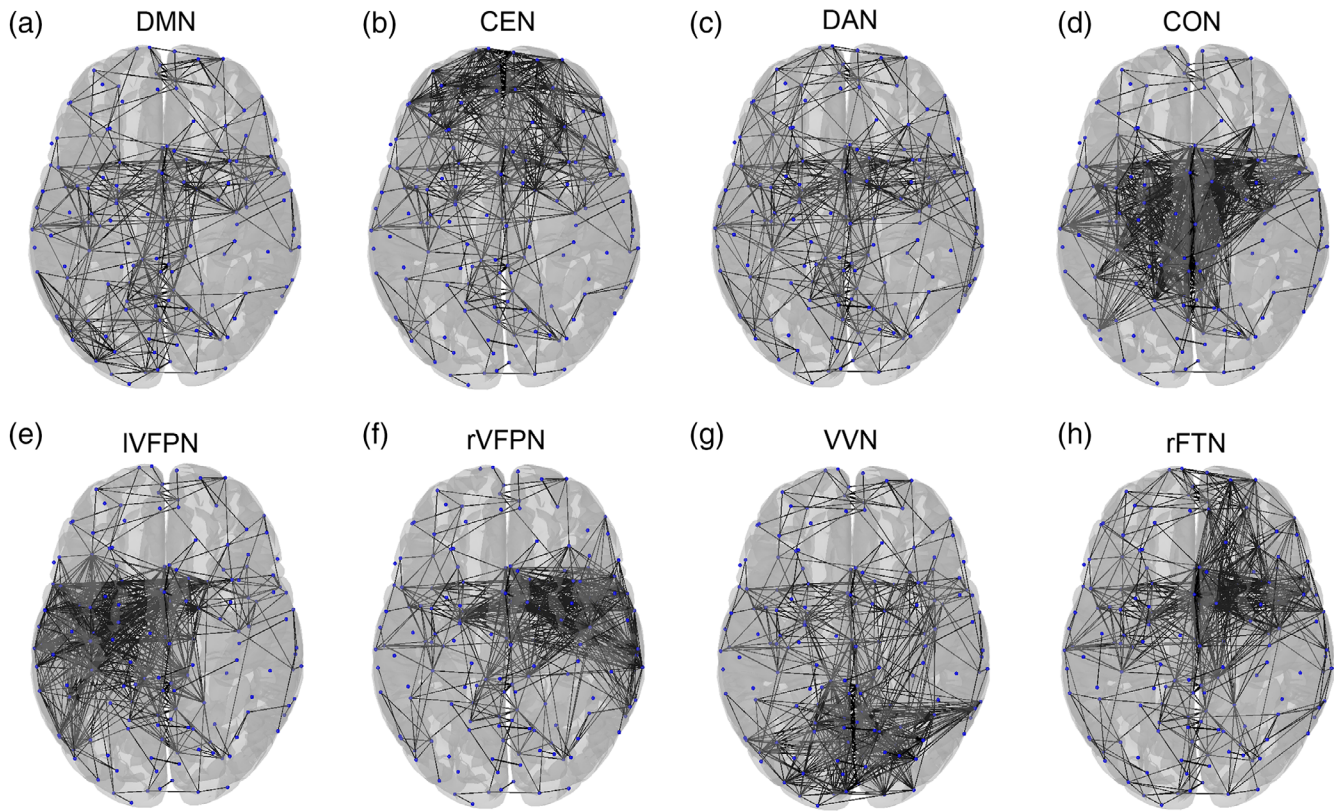 (a) DMN
(b) CEN
(c) DAN
(d) CON
(e) lVFPN
(f) rVFPN
(g) VVN
(h) rFTN